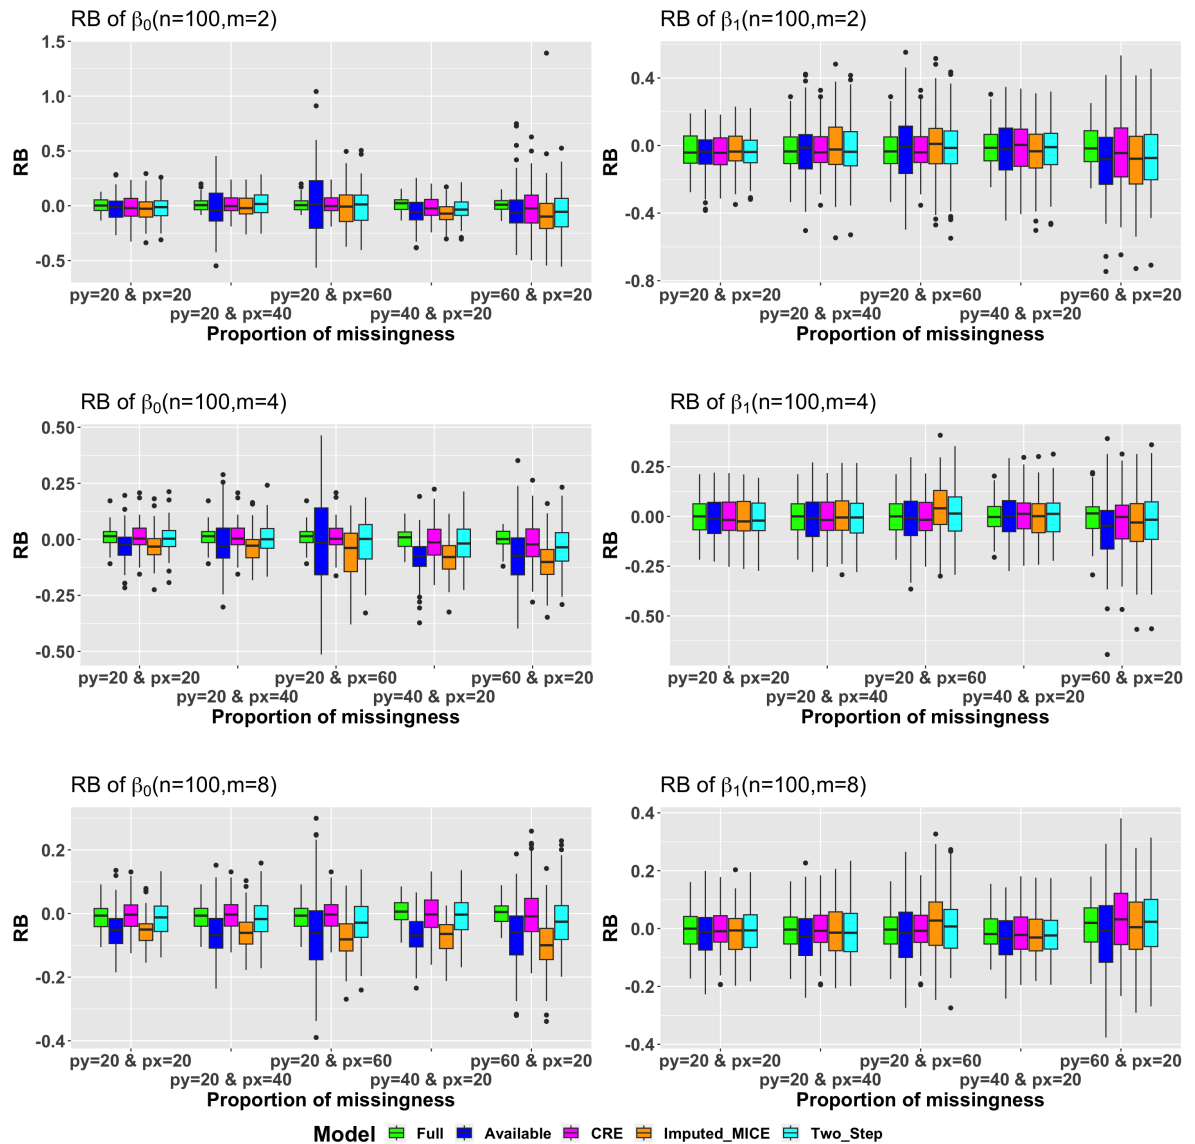 RB of β0(n=100,m=2)
1.5
1.0
0.5
0.0
-0.5
RB
py=20 & px=20
py=20 & px=60
py=60 & px=20
py=20 & px=40
py=40 & px=20
Proportion of missingness
RB of β1(n=100,m=2)
0.4
0.0
-0.4
-0.8
RB
py=20 & px=20
py=20 & px=60
py=60 & px=20
py=20 & px=40
py=40 & px=20
Proportion of missingness
RB of β0(n=100,m=4)
0.50
0.25
0.00
-0.25
-0.50
RB
py=20 & px=20
py=20 & px=60
py=60 & px=20
py=20 & px=40
py=40 & px=20
Proportion of missingness
RB of β1(n=100,m=4)
0.25
0.00
-0.25
-0.50
RB
py=20 & px=20
py=20 & px=60
py=60 & px=20
py=20 & px=40
py=40 & px=20
Proportion of missingness
RB of β0(n=100,m=8)
0.2
0.0
-0.2
-0.4
RB
py=20 & px=20
py=20 & px=60
py=60 & px=20
py=20 & px=40
py=40 & px=20
Proportion of missingness
RB of β1(n=100,m=8)
0.4
0.2
0.0
-0.2
-0.4
RB
py=20 & px=20
py=20 & px=60
py=60 & px=20
py=20 & px=40
py=40 & px=20
Proportion of missingness
Model Full Available CRE Imputed_MICE Two_Step